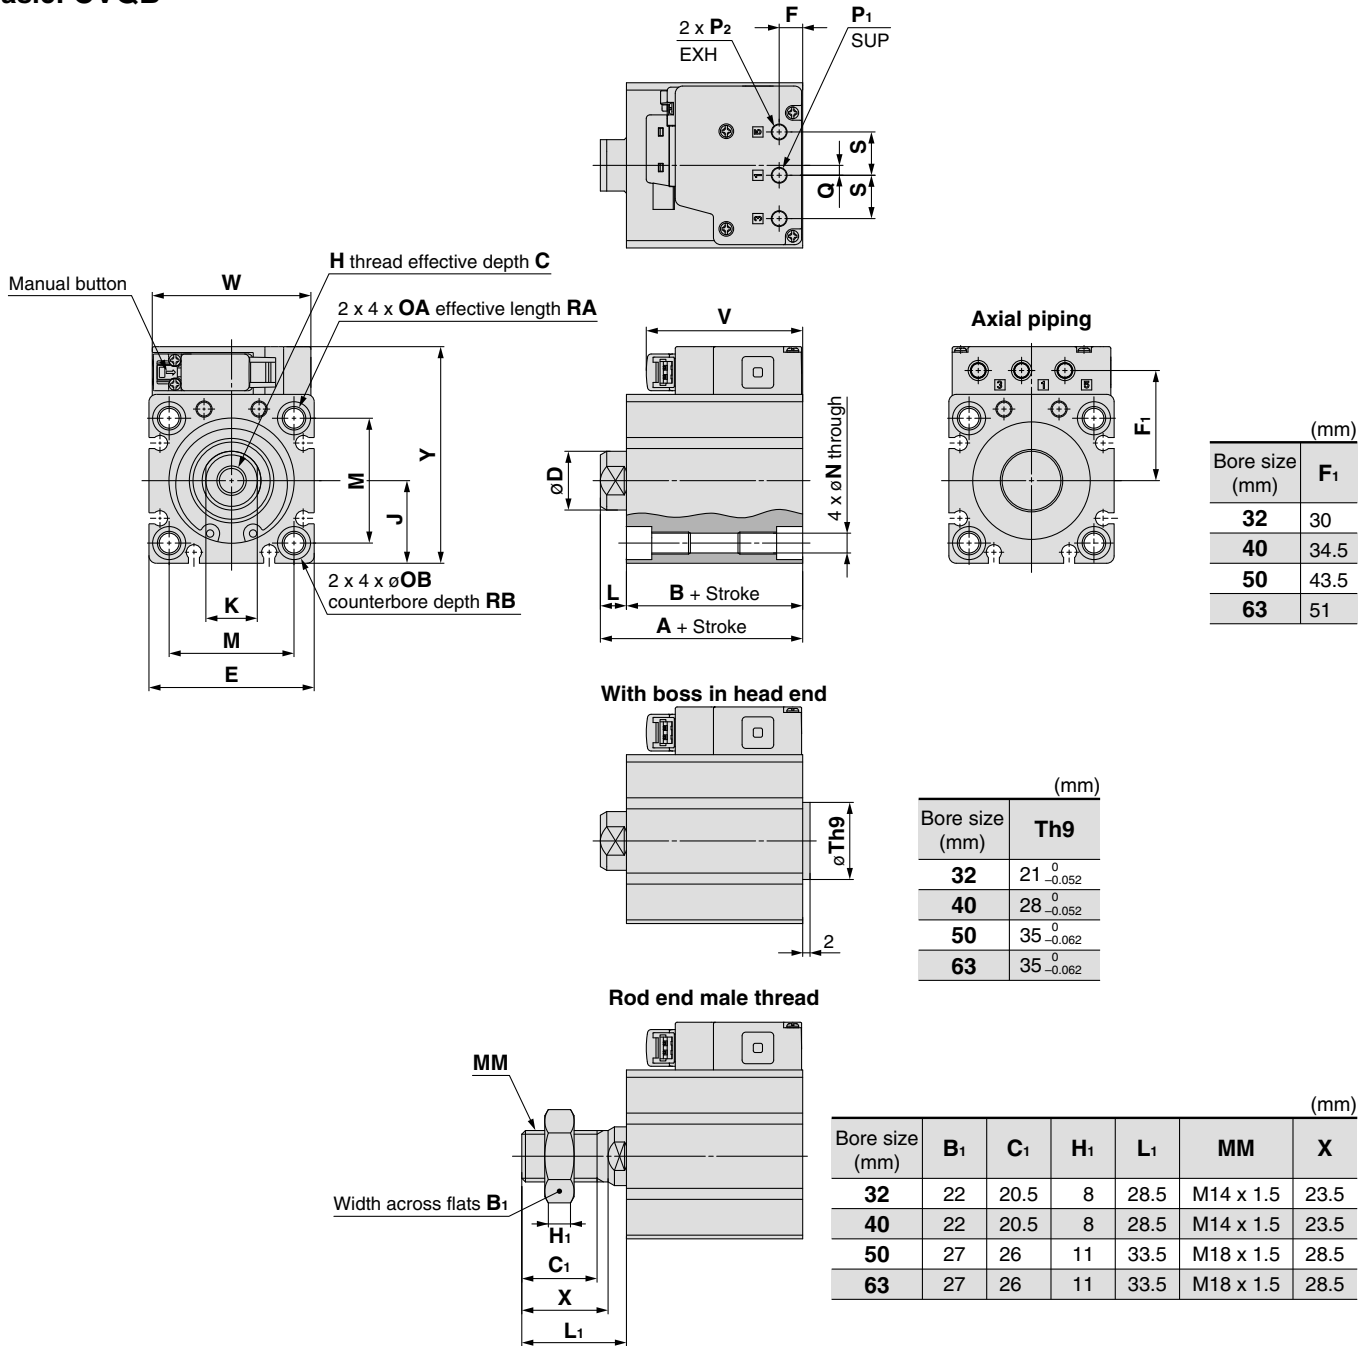 2 x P2
EXH
F
P1
SUP
5
1
3
S
Q
S
Manual button
W
H thread effective depth C
2 x 4 x OA effective length RA
M
J
Y
K
M
E
2 x 4 x øOB
counterbore depth RB
V
øD
4 x øN through
L
B + Stroke
A + Stroke
Axial piping
3
1
5
F1
(mm)
Bore size (mm) F1
32 30
40 34.5
50 43.5
63 51
With boss in head end
øTh9
2
(mm)
Bore size (mm) Th9
32 21 0 –0.052
40 28 0 –0.052
50 35 0 –0.062
63 35 0 –0.062
Rod end male thread
MM
Width across flats B1
H1
C1
X
L1
(mm)
Bore size (mm) B1 C1 H1 L1 MM X
32 22 20.5 8 28.5 M14 x 1.5 23.5
40 22 20.5 8 28.5 M14 x 1.5 23.5
50 27 26 11 33.5 M18 x 1.5 28.5
63 27 26 11 33.5 M18 x 1.5 28.5